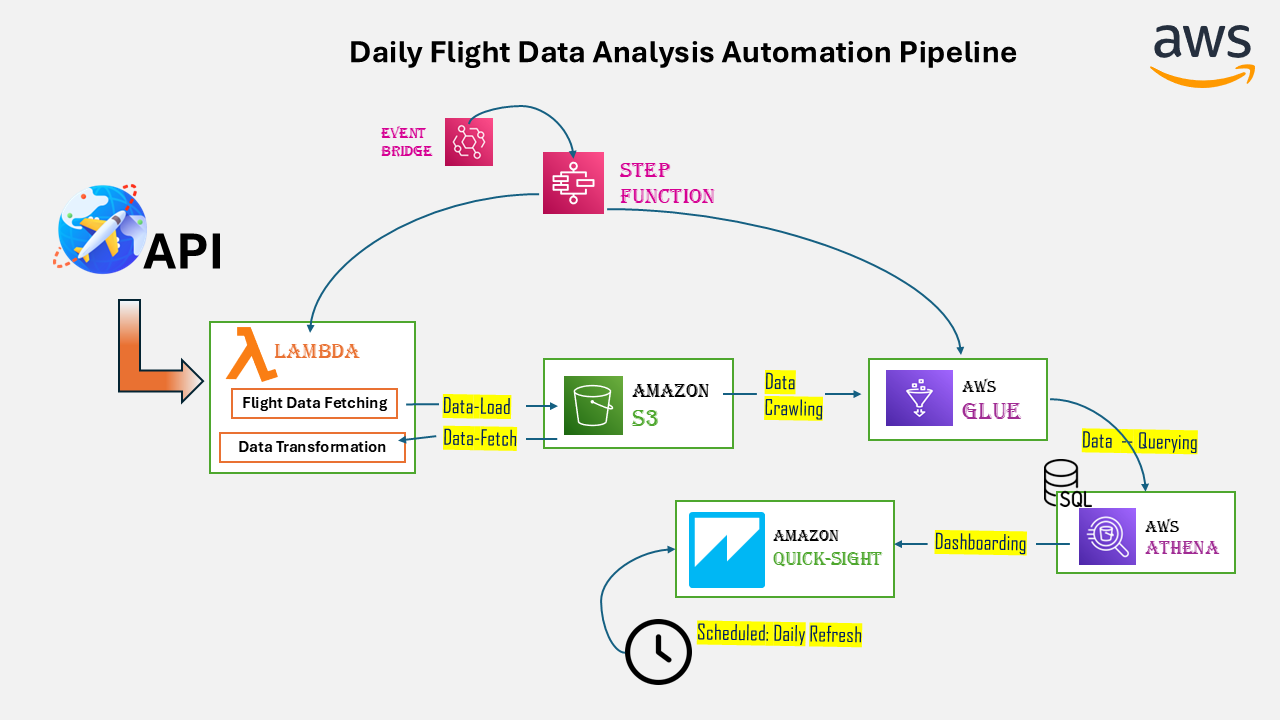 Daily Flight Data Analysis Automation Pipeline
aws
EVENT
BRIDGE
STEP
FUNCTION
API
LAMBDA
Flight Data Fetching
Data Transformation
Data-Load
Data-Fetch
AMAZON
S3
Data
Crawling
AWS
GLUE
Data – Querying
SQL
AWS
ATHENA
Dashboarding
AMAZON
QUICK-SIGHT
Scheduled: Daily Refresh